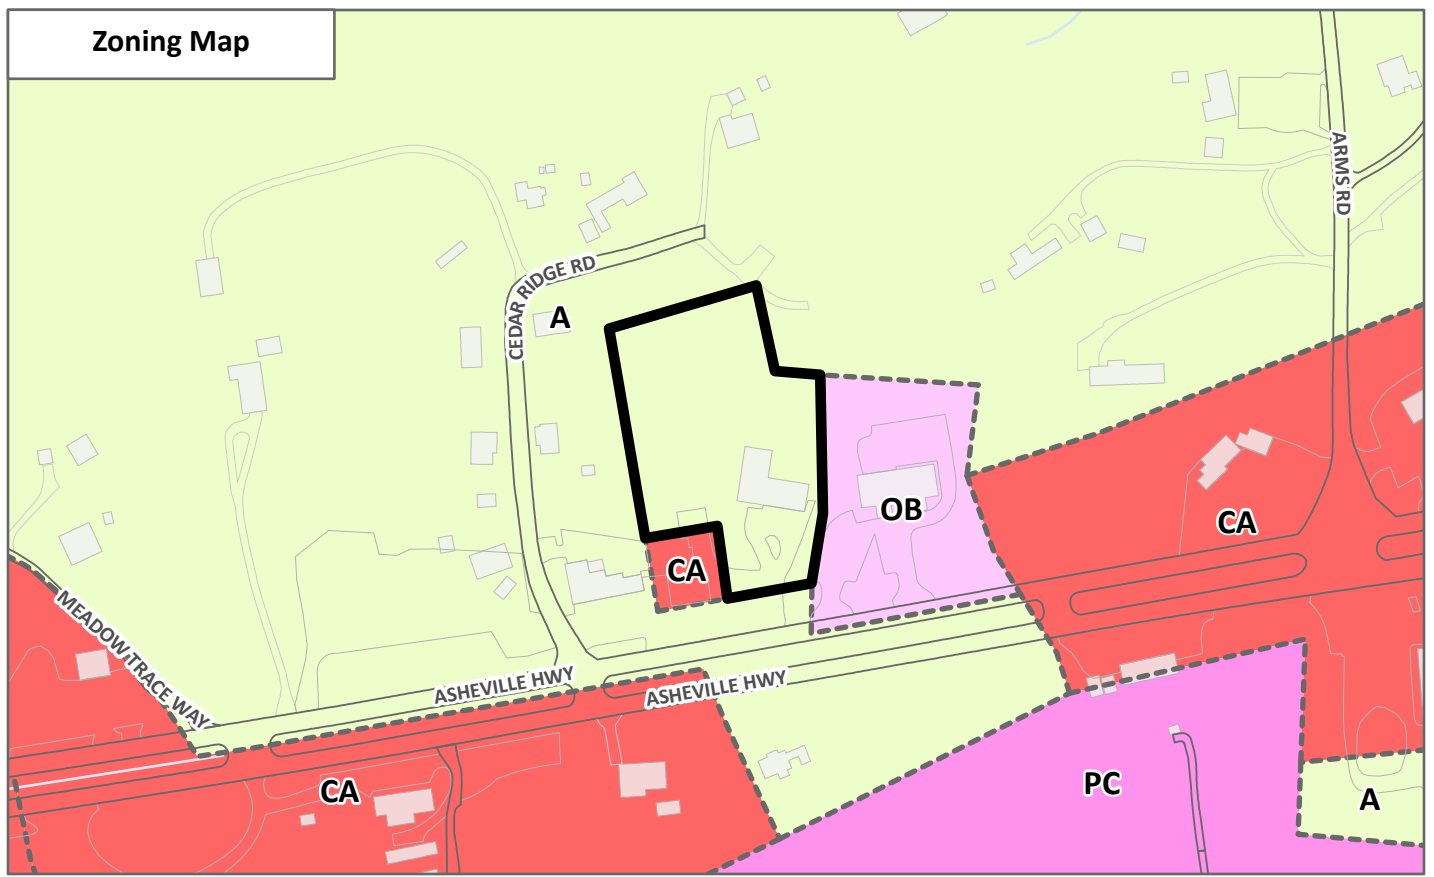 Zoning Map
ARMS RD
CEDAR RIDGE RD
A
OB
CA
CA
MEADOW TRACE WAY
ASHEVILLE HWY
ASHEVILLE HWY
CA
PC
A